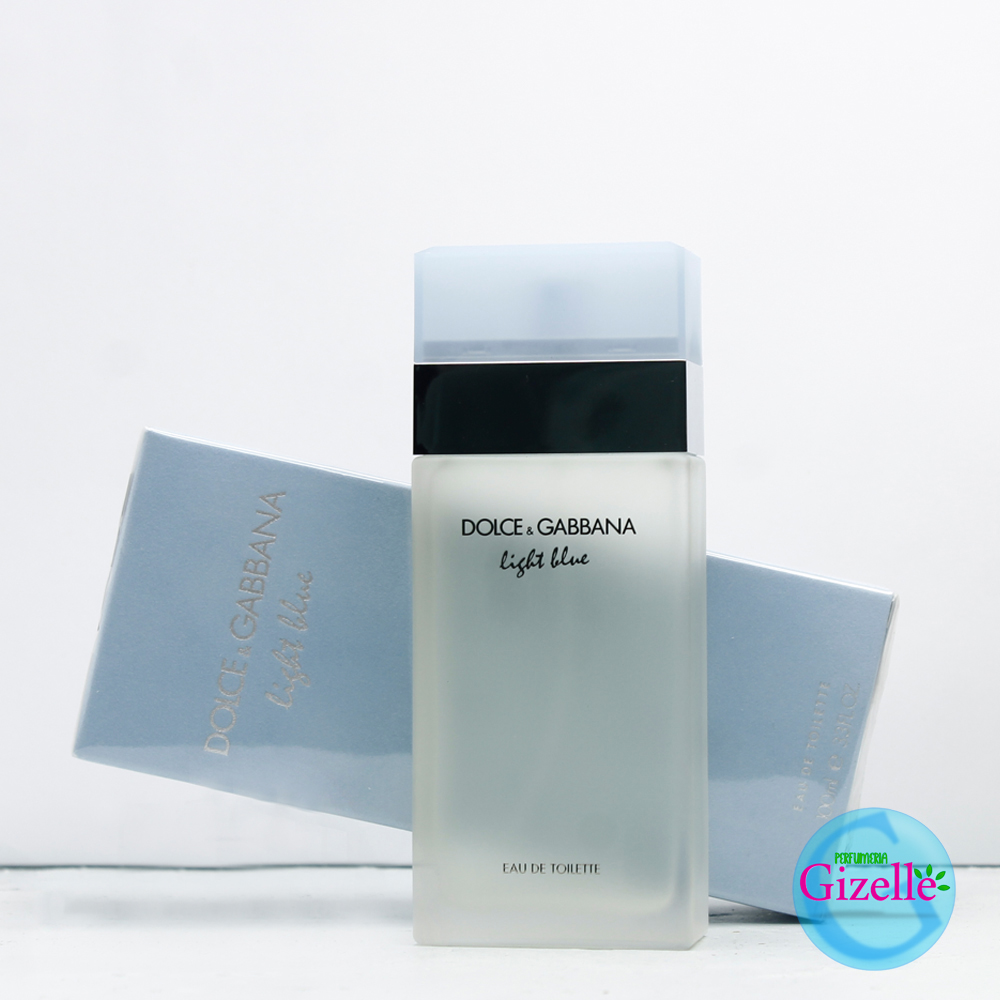 DOLCE & GABBANA
light blue
EAU DE TOILETTE
DOLCE & GABBANA
light blue
EAU DE TOILETTE
PERFUMERIA
Gizelle